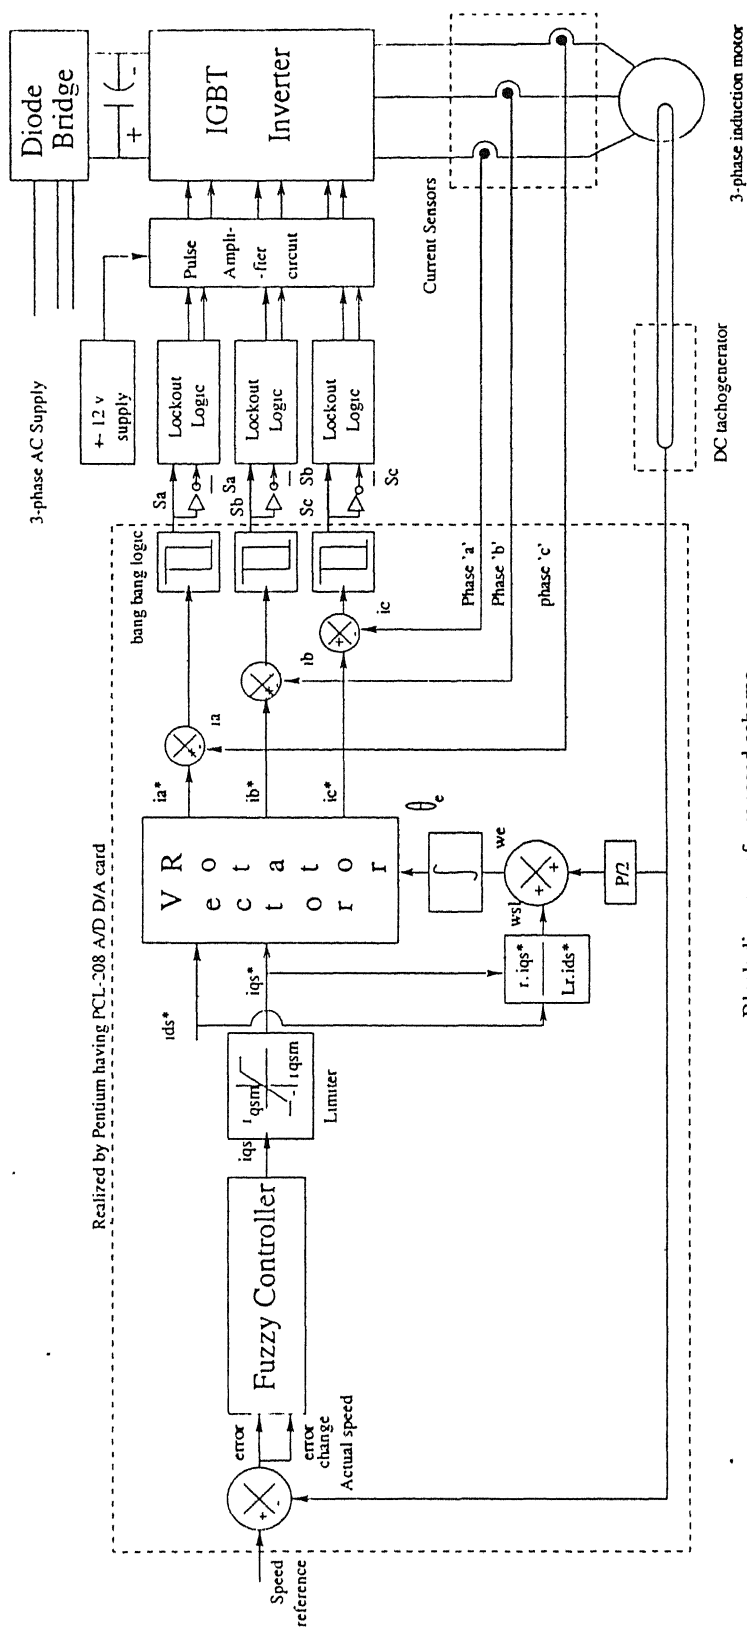 3-phase AC Supply
Diode
Bridge
+
-
IGBT
Inverter
+- 12 v
supply
Pulse
Ampli-
-fier
circuit
Current Sensors
3-phase induction motor
DC tachogenerator
Lockout
Logic
Lockout
Logic
Lockout
Logic
Sa
Sa
Sb
Sb
Sc
Sc
bang bang logic
Phase 'a'
Phase 'b'
phase 'c'
Realized by Pentium having PCL-208 A/D D/A card
ia
ib
ic
ia*
ib*
ic*
Vector
Rotator
θe
∫
we
wsl
+
+
P/2
r.iqs*
Lr.ids*
ids*
iqs*
Iqsm
-Iqsm
Limiter
iqs
Fuzzy Controller
error
error
change
Actual speed
+
-
Speed
reference